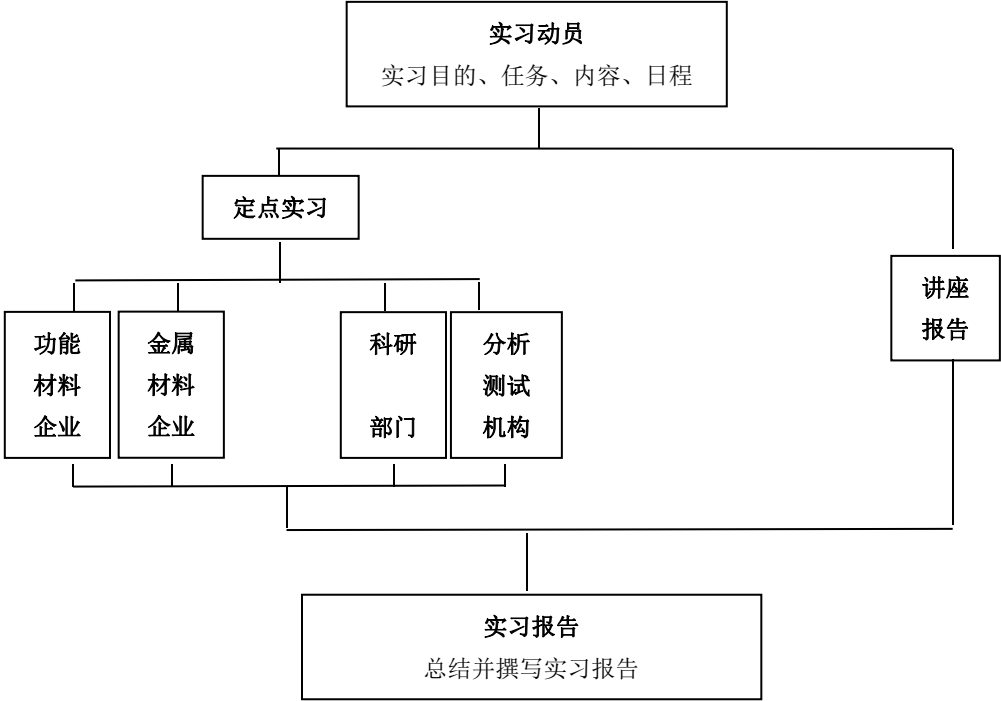 实习动员
实习目的、任务、内容、日程
定点实习
讲座
报告
功能
材料
企业
金属
材料
企业
科研
部门
分析
测试
机构
实习报告
总结并撰写实习报告